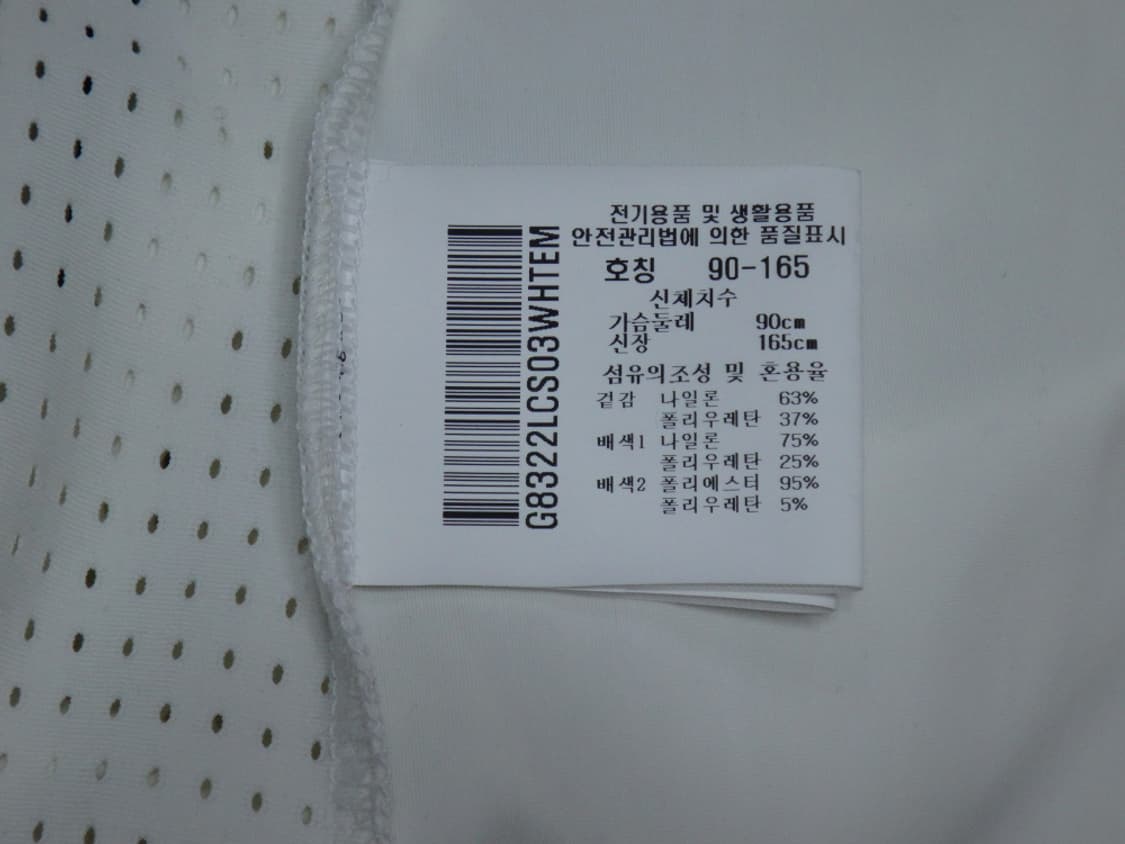 전기용품 및 생활용품
안전관리법에 의한 품질표시
호칭 90-165
신체치수
가슴둘레 90cm
신장 165cm
섬유의조성 및 혼용율
겉감 나일론 63%
폴리우레탄 37%
배색1 나일론 75%
폴리우레탄 25%
배색2 폴리에스터 95%
폴리우레탄 5%
G8322LCS03WHTEM